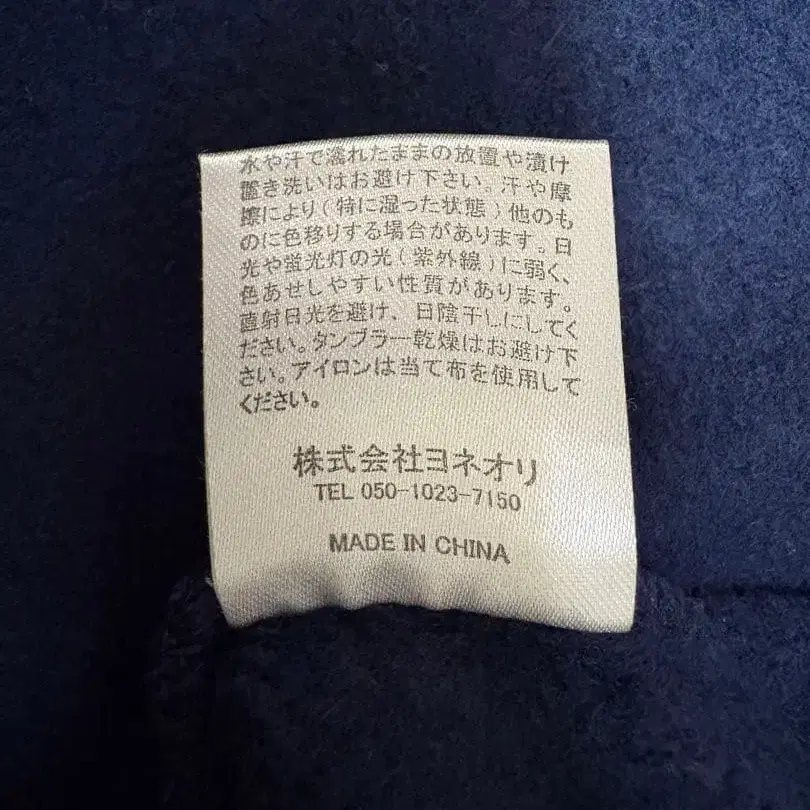 水や汗で濡れたままの放置や漬け
置き洗いはお避け下さい。汗や摩
擦により(特に湿った状態)他のも
のに色移りする場合があります。日
光や蛍光灯の光(紫外線)に弱く、
色あせしやすい性質があります。
直射日光を避け、日陰干しにしてく
ださい。タンブラー乾燥はお避け下
さい。アイロンは当て布を使用して
ください。
株式会社ヨネオリ
TEL 050-1023-7150
MADE IN CHINA